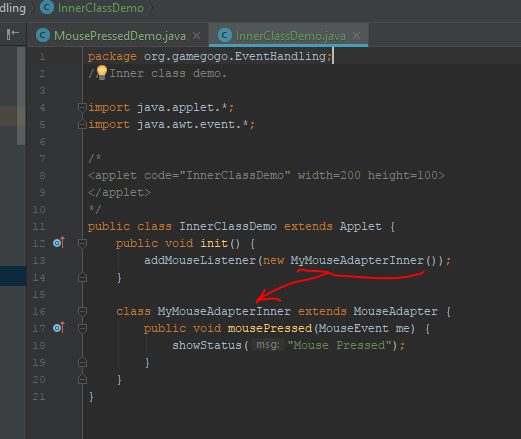 ndling
InnerClassDemo
MousePressedDemo.java
InnerClassDemo.java
1 package org.gamegogo.EventHandling;
2 // Inner class demo.
3
4 import java.applet.*;
5 import java.awt.event.*;
6
7 /*
8 <applet code="InnerClassDemo" width=200 height=100>
9 </applet>
10 */
11 public class InnerClassDemo extends Applet {
12 public void init() {
13 addMouseListener(new MyMouseAdapterInner());
14 }
15
16 class MyMouseAdapterInner extends MouseAdapter {
17 public void mousePressed(MouseEvent me) {
18 showStatus( msg: "Mouse Pressed");
19 }
20 }
21 }